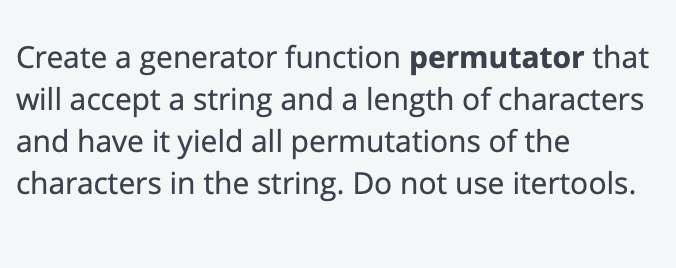 Create a generator function permutator that
will accept a string and a length of characters
and have it yield all permutations of the
characters in the string. Do not use itertools.